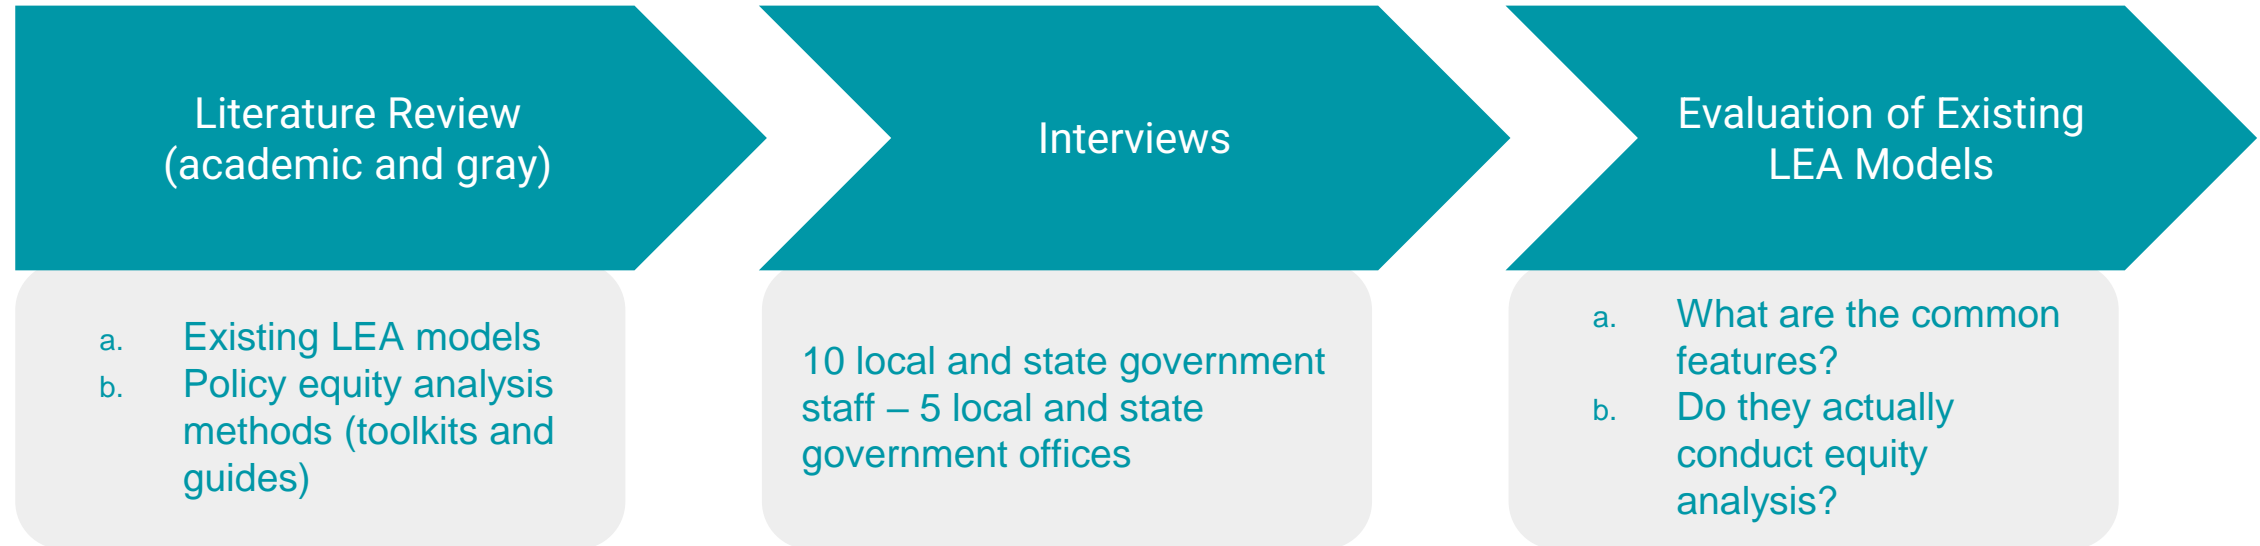 Literature Review
(academic and gray)
a. Existing LEA models
b. Policy equity analysis
methods (toolkits and
guides)
Interviews
10 local and state government
staff – 5 local and state
government offices
Evaluation of Existing
LEA Models
a. What are the common
features?
b. Do they actually
conduct equity
analysis?